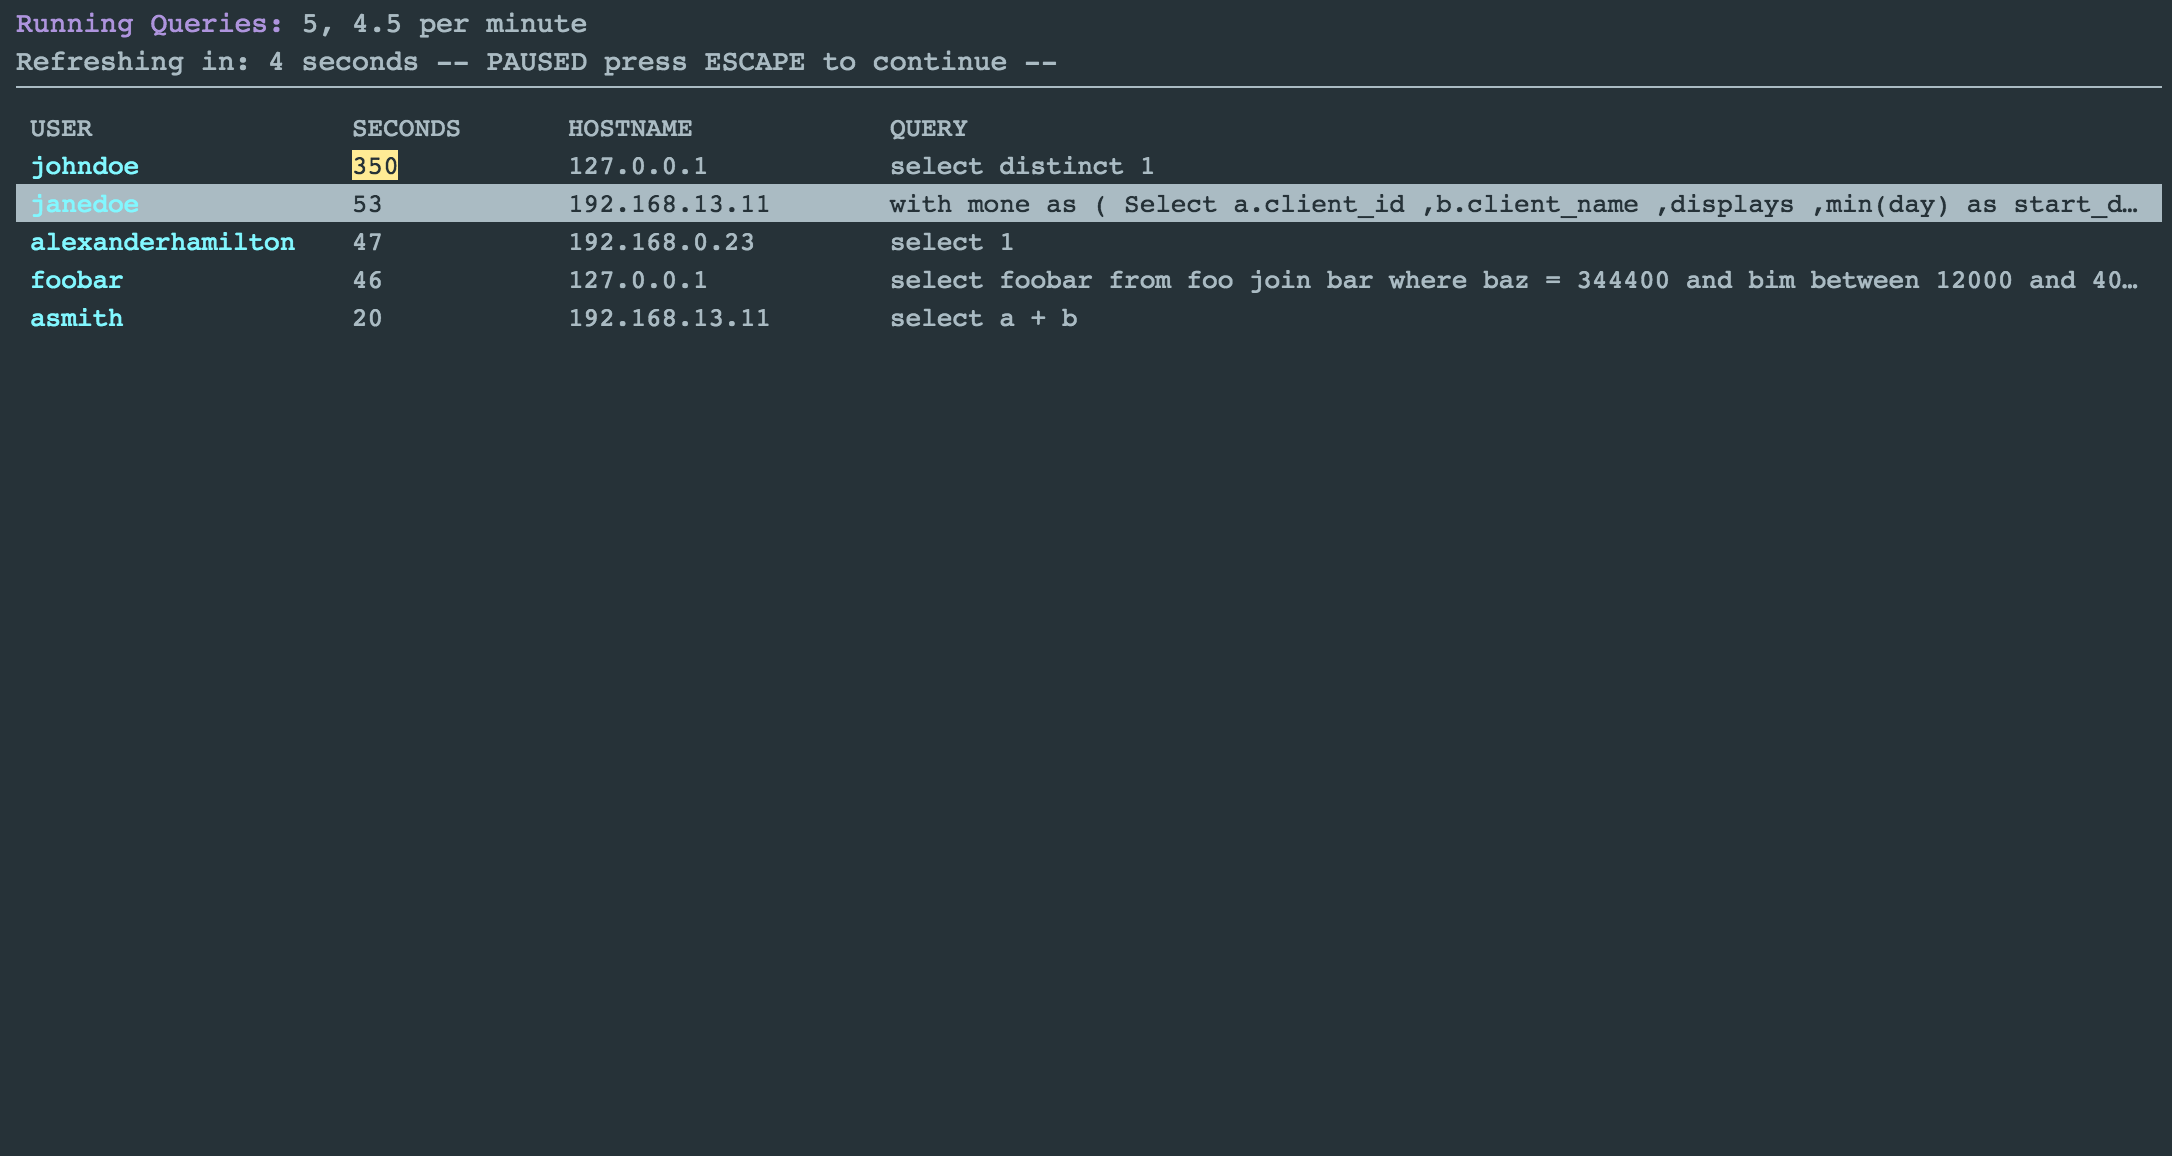 Running Queries: 5, 4.5 per minute
Refreshing in: 4 seconds -- PAUSED press ESCAPE to continue --
USER SECONDS HOSTNAME QUERY
johndoe 350 127.0.0.1 select distinct 1
janedoe 53 192.168.13.11 with mone as ( Select a.client_id ,b.client_name ,displays ,min(day) as start_d…
alexanderhamilton 47 192.168.0.23 select 1
foobar 46 127.0.0.1 select foobar from foo join bar where baz = 344400 and bim between 12000 and 40…
asmith 20 192.168.13.11 select a + b